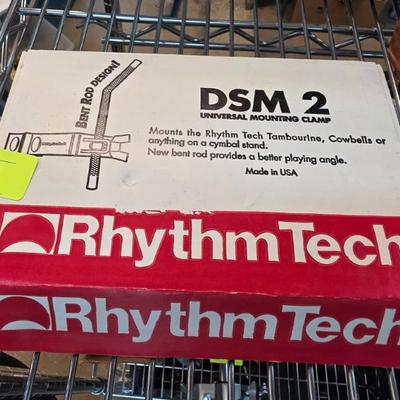 BENT ROD DESIGN!
DSM 2
UNIVERSAL MOUNTING CLAMP
Mounts the Rhythm Tech Tambourine, Cowbells or
anything on a cymbal stand.
New bent rod provides a better playing angle.
Made in USA
RhythmTech
RhythmTech